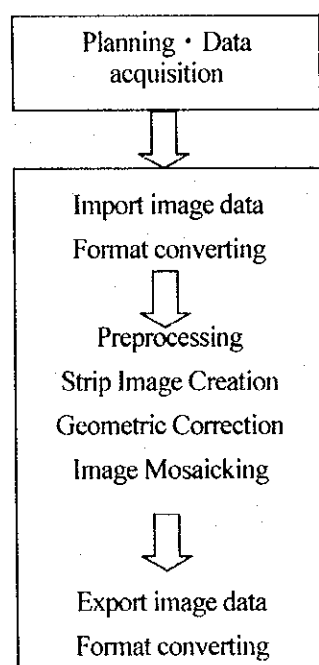 Planning・Data
acquisition
Import image data
Format converting
Preprocessing
Strip Image Creation
Geometric Correction
Image Mosaicking
Export image data
Format converting